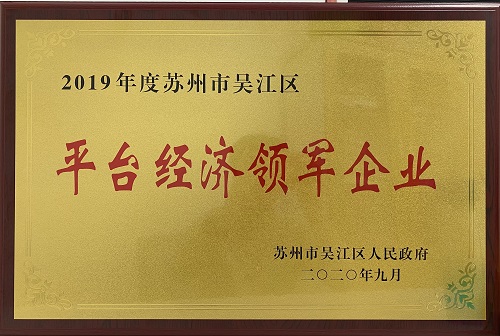 2019年度苏州市吴江区
平台经济领军企业
苏州市吴江区人民政府
二〇二〇年九月